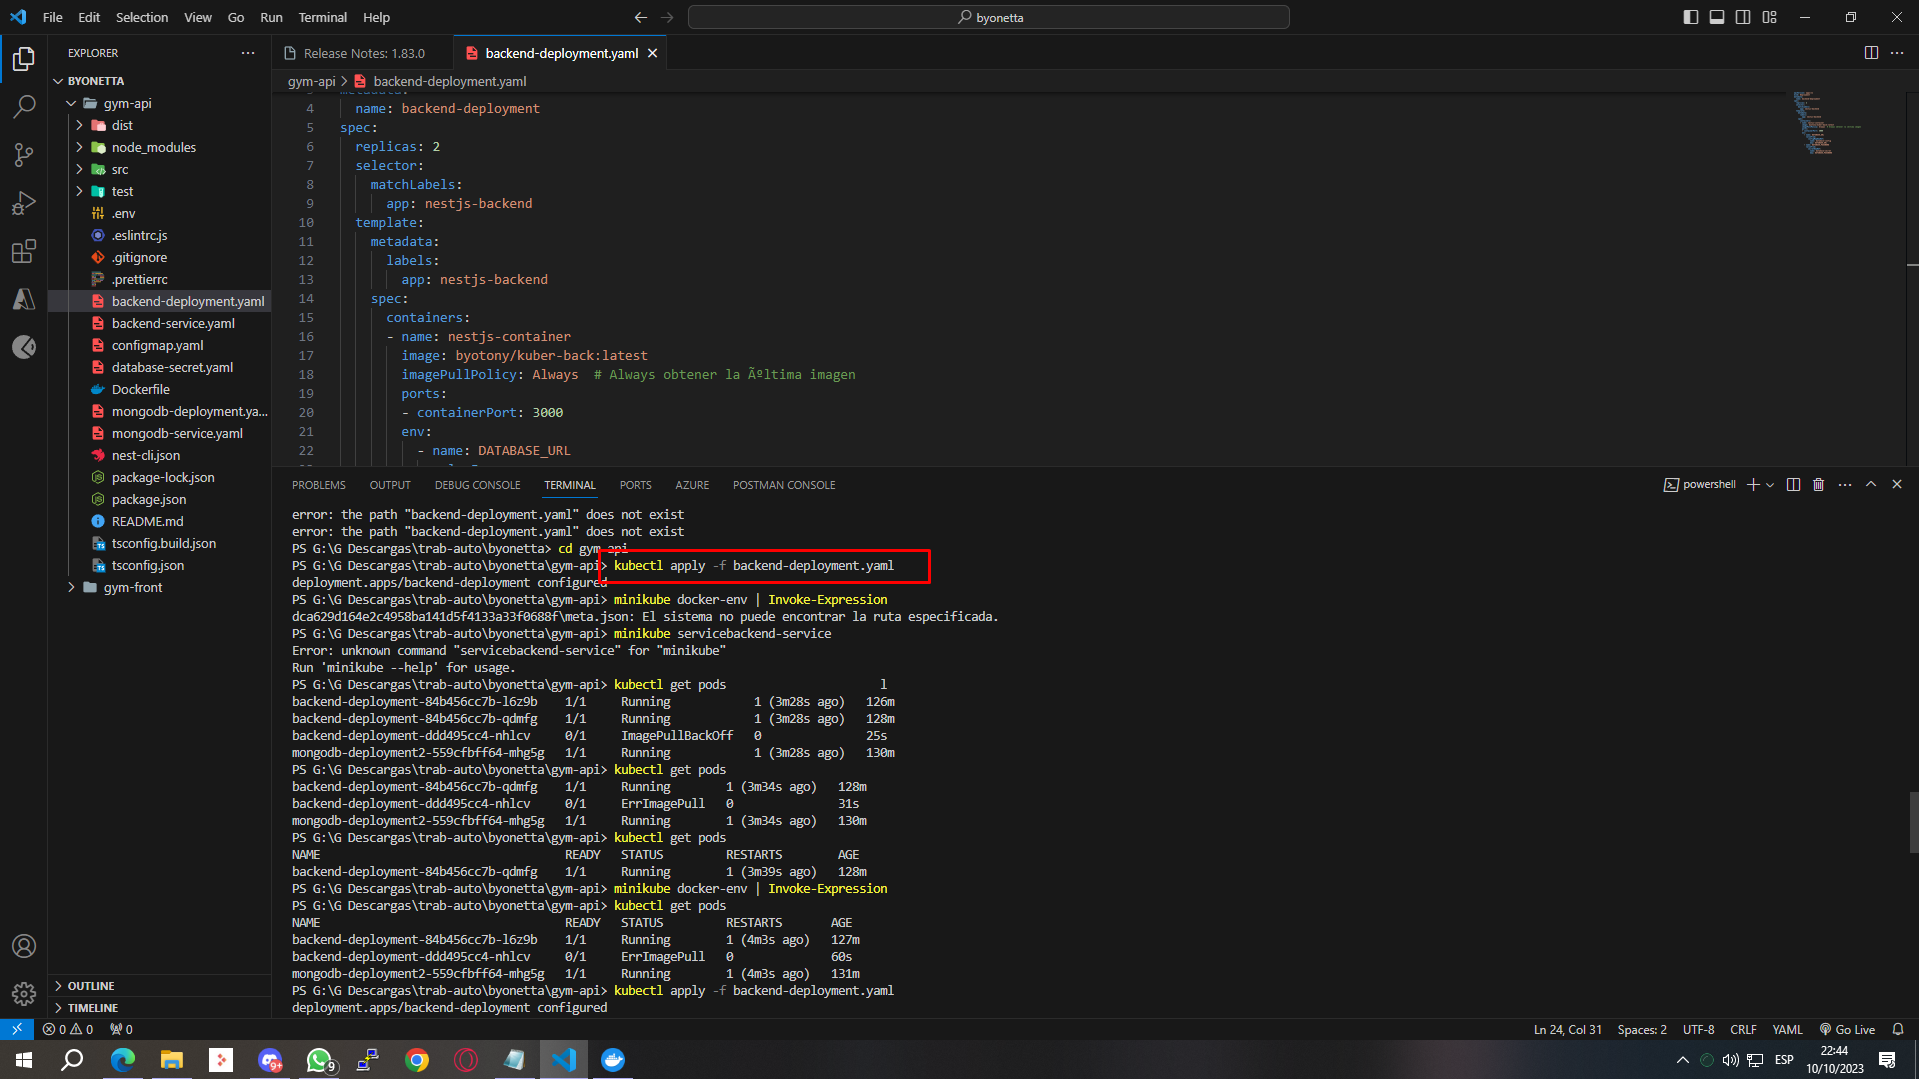 File Edit Selection View Go Run Terminal Help
byonetta
EXPLORER
BYONETTA
gym-api
dist
node_modules
src
test
.env
.eslintrc.js
.gitignore
.prettierrc
backend-deployment.yaml
backend-service.yaml
configmap.yaml
database-secret.yaml
Dockerfile
mongodb-deployment.ya...
mongodb-service.yaml
nest-cli.json
package-lock.json
package.json
README.md
tsconfig.build.json
tsconfig.json
gym-front
OUTLINE
TIMELINE
Release Notes: 1.83.0
backend-deployment.yaml
gym-api > backend-deployment.yaml
4 name: backend-deployment
5 spec:
6 replicas: 2
7 selector:
8 matchLabels:
9 app: nestjs-backend
10 template:
11 metadata:
12 labels:
13 app: nestjs-backend
14 spec:
15 containers:
16 - name: nestjs-container
17 image: byotony/kuber-back:latest
18 imagePullPolicy: Always # Always obtener la Ãºltima imagen
19 ports:
20 - containerPort: 3000
21 env:
22 - name: DATABASE_URL
PROBLEMS OUTPUT DEBUG CONSOLE TERMINAL PORTS AZURE POSTMAN CONSOLE
powershell
error: the path "backend-deployment.yaml" does not exist
error: the path "backend-deployment.yaml" does not exist
PS G:\G Descargas\trab-auto\byonetta> cd gym-api
PS G:\G Descargas\trab-auto\byonetta\gym-api> kubectl apply -f backend-deployment.yaml
deployment.apps/backend-deployment configured
PS G:\G Descargas\trab-auto\byonetta\gym-api> minikube docker-env | Invoke-Expression
dca629d164e2c4958ba141d5f4133a33f0688f\meta.json: El sistema no puede encontrar la ruta especificada.
PS G:\G Descargas\trab-auto\byonetta\gym-api> minikube servicebackend-service
Error: unknown command "servicebackend-service" for "minikube"
Run 'minikube --help' for usage.
PS G:\G Descargas\trab-auto\byonetta\gym-api> kubectl get pods l
backend-deployment-84b456cc7b-l6z9b 1/1 Running 1 (3m28s ago) 126m
backend-deployment-84b456cc7b-qdmfg 1/1 Running 1 (3m28s ago) 128m
backend-deployment-ddd495cc4-nhlcv 0/1 ImagePullBackOff 0 25s
mongodb-deployment2-559cfbff64-mhg5g 1/1 Running 1 (3m28s ago) 130m
PS G:\G Descargas\trab-auto\byonetta\gym-api> kubectl get pods
backend-deployment-84b456cc7b-qdmfg 1/1 Running 1 (3m34s ago) 128m
backend-deployment-ddd495cc4-nhlcv 0/1 ErrImagePull 0 31s
mongodb-deployment2-559cfbff64-mhg5g 1/1 Running 1 (3m34s ago) 130m
PS G:\G Descargas\trab-auto\byonetta\gym-api> kubectl get pods
NAME READY STATUS RESTARTS AGE
backend-deployment-84b456cc7b-qdmfg 1/1 Running 1 (3m39s ago) 128m
PS G:\G Descargas\trab-auto\byonetta\gym-api> minikube docker-env | Invoke-Expression
PS G:\G Descargas\trab-auto\byonetta\gym-api> kubectl get pods
NAME READY STATUS RESTARTS AGE
backend-deployment-84b456cc7b-l6z9b 1/1 Running 1 (4m3s ago) 127m
backend-deployment-ddd495cc4-nhlcv 0/1 ErrImagePull 0 60s
mongodb-deployment2-559cfbff64-mhg5g 1/1 Running 1 (4m3s ago) 131m
PS G:\G Descargas\trab-auto\byonetta\gym-api> kubectl apply -f backend-deployment.yaml
deployment.apps/backend-deployment configured
0 0 0
Ln 24, Col 31 Spaces: 2 UTF-8 CRLF YAML Go Live
9+
9
ESP
22:44
10/10/2023